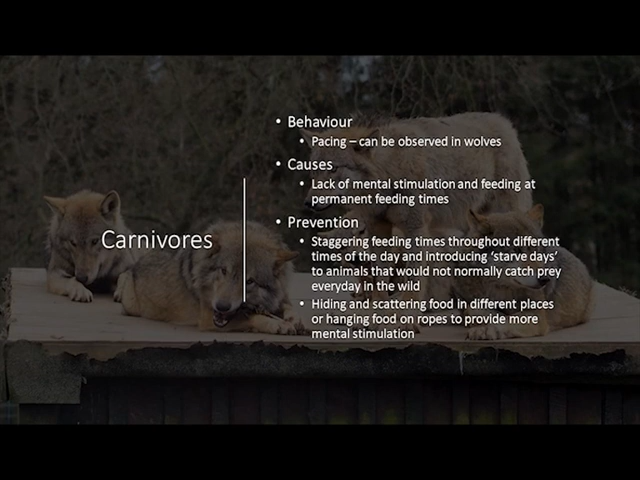 Carnivores
• Behaviour
• Pacing – can be observed in wolves
• Causes
• Lack of mental stimulation and feeding at
permanent feeding times
• Prevention
• Staggering feeding times throughout different
times of the day and introducing ‘starve days’
to animals that would not normally catch prey
everyday in the wild
• Hiding and scattering food in different places
or hanging food on ropes to provide more
mental stimulation